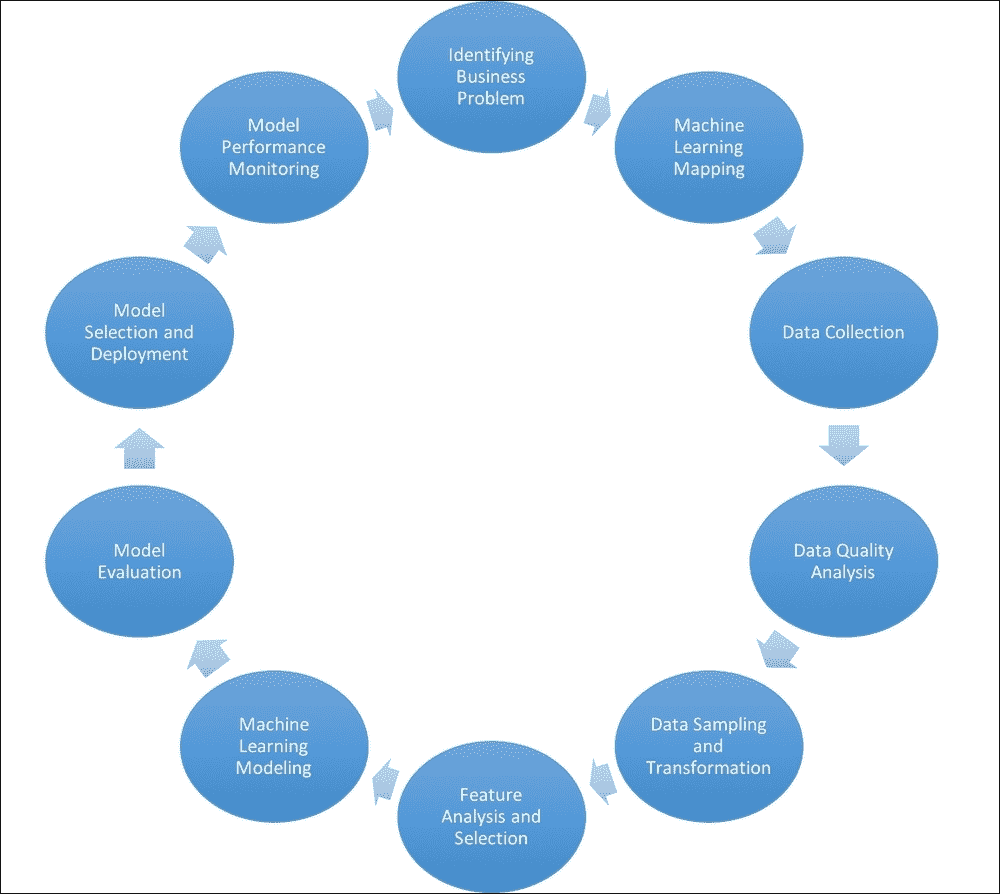 Identifying
Business
Problem
Machine
Learning
Mapping
Data Collection
Data Quality
Analysis
Data Sampling
and
Transformation
Feature
Analysis and
Selection
Machine
Learning
Modeling
Model
Evaluation
Model
Selection and
Deployment
Model
Performance
Monitoring